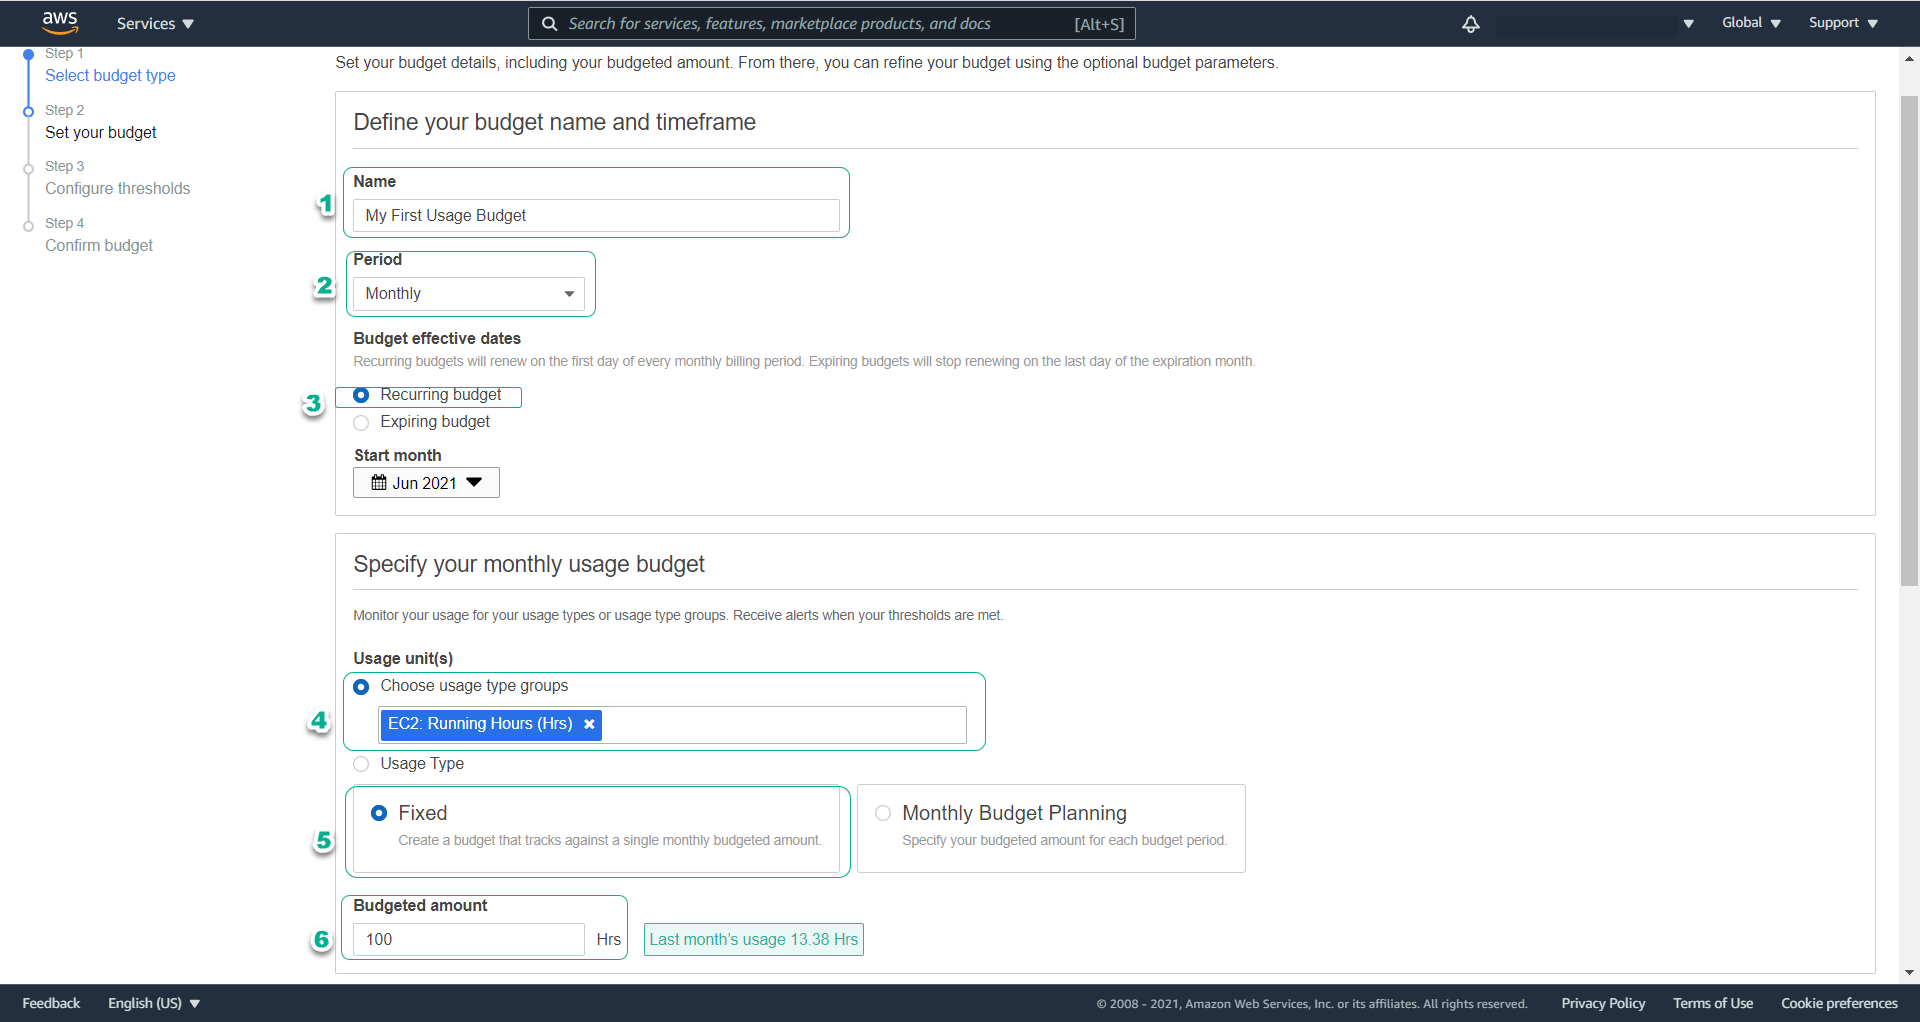 aws
Services
Search for services, features, marketplace products, and docs [Alt+S]
Global
Support
Step 1
Select budget type
Step 2
Set your budget
Step 3
Configure thresholds
Step 4
Confirm budget
Set your budget details, including your budgeted amount. From there, you can refine your budget using the optional budget parameters.
Define your budget name and timeframe
1
Name
My First Usage Budget
2
Period
Monthly
Budget effective dates
Recurring budgets will renew on the first day of every monthly billing period. Expiring budgets will stop renewing on the last day of the expiration month.
3
Recurring budget
Expiring budget
Start month
Jun 2021
Specify your monthly usage budget
Monitor your usage for your usage types or usage type groups. Receive alerts when your thresholds are met.
Usage unit(s)
4
Choose usage type groups
EC2: Running Hours (Hrs) ×
Usage Type
5
Fixed
Create a budget that tracks against a single monthly budgeted amount.
Monthly Budget Planning
Specify your budgeted amount for each budget period.
6
Budgeted amount
100 Hrs
Last month's usage 13.38 Hrs
Feedback
English (US)
© 2008 - 2021, Amazon Web Services, Inc. or its affiliates. All rights reserved.
Privacy Policy
Terms of Use
Cookie preferences